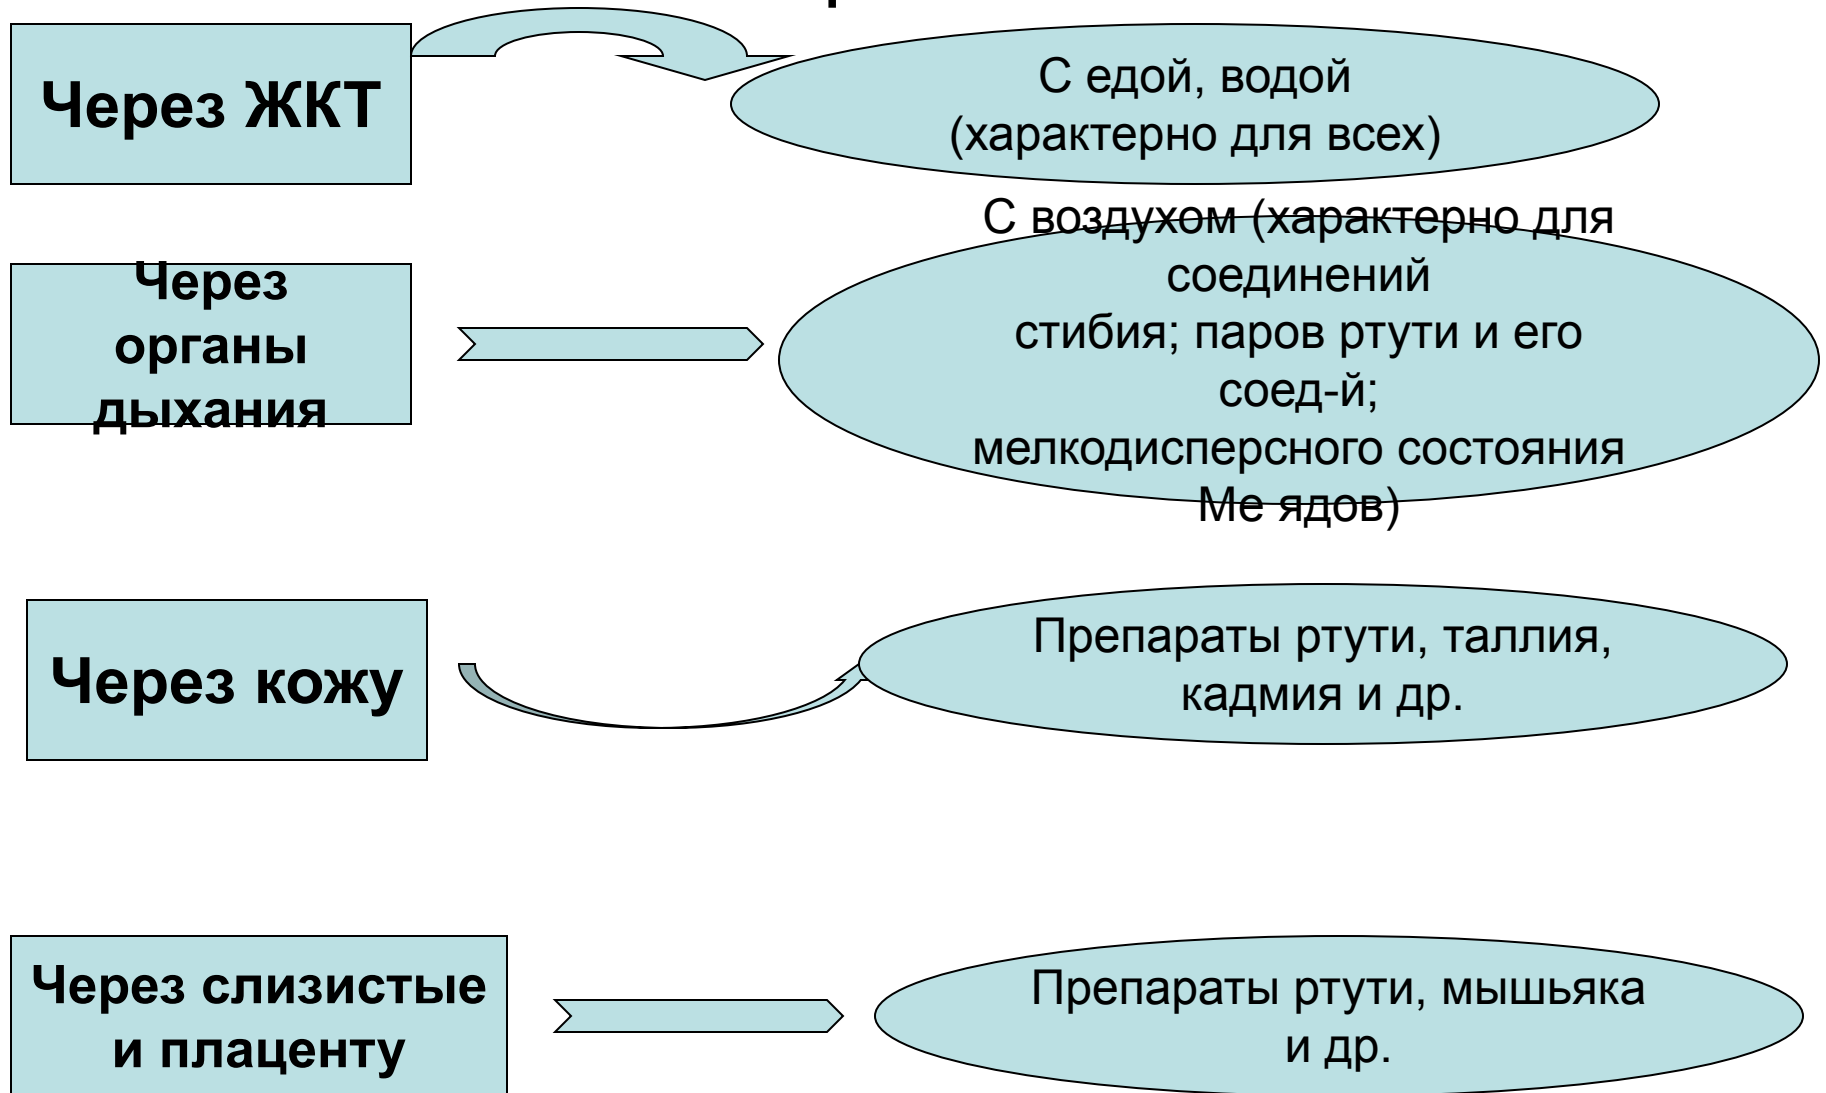 Через ЖКТ
С едой, водой
(характерно для всех)
Через
органы
дыхания
С воздухом (характерно для
соединений
стибия; паров ртути и его
соед-й;
мелкодисперсного состояния
Ме ядов)
Через кожу
Препараты ртути, таллия,
кадмия и др.
Через слизистые
и плаценту
Препараты ртути, мышьяка
и др.